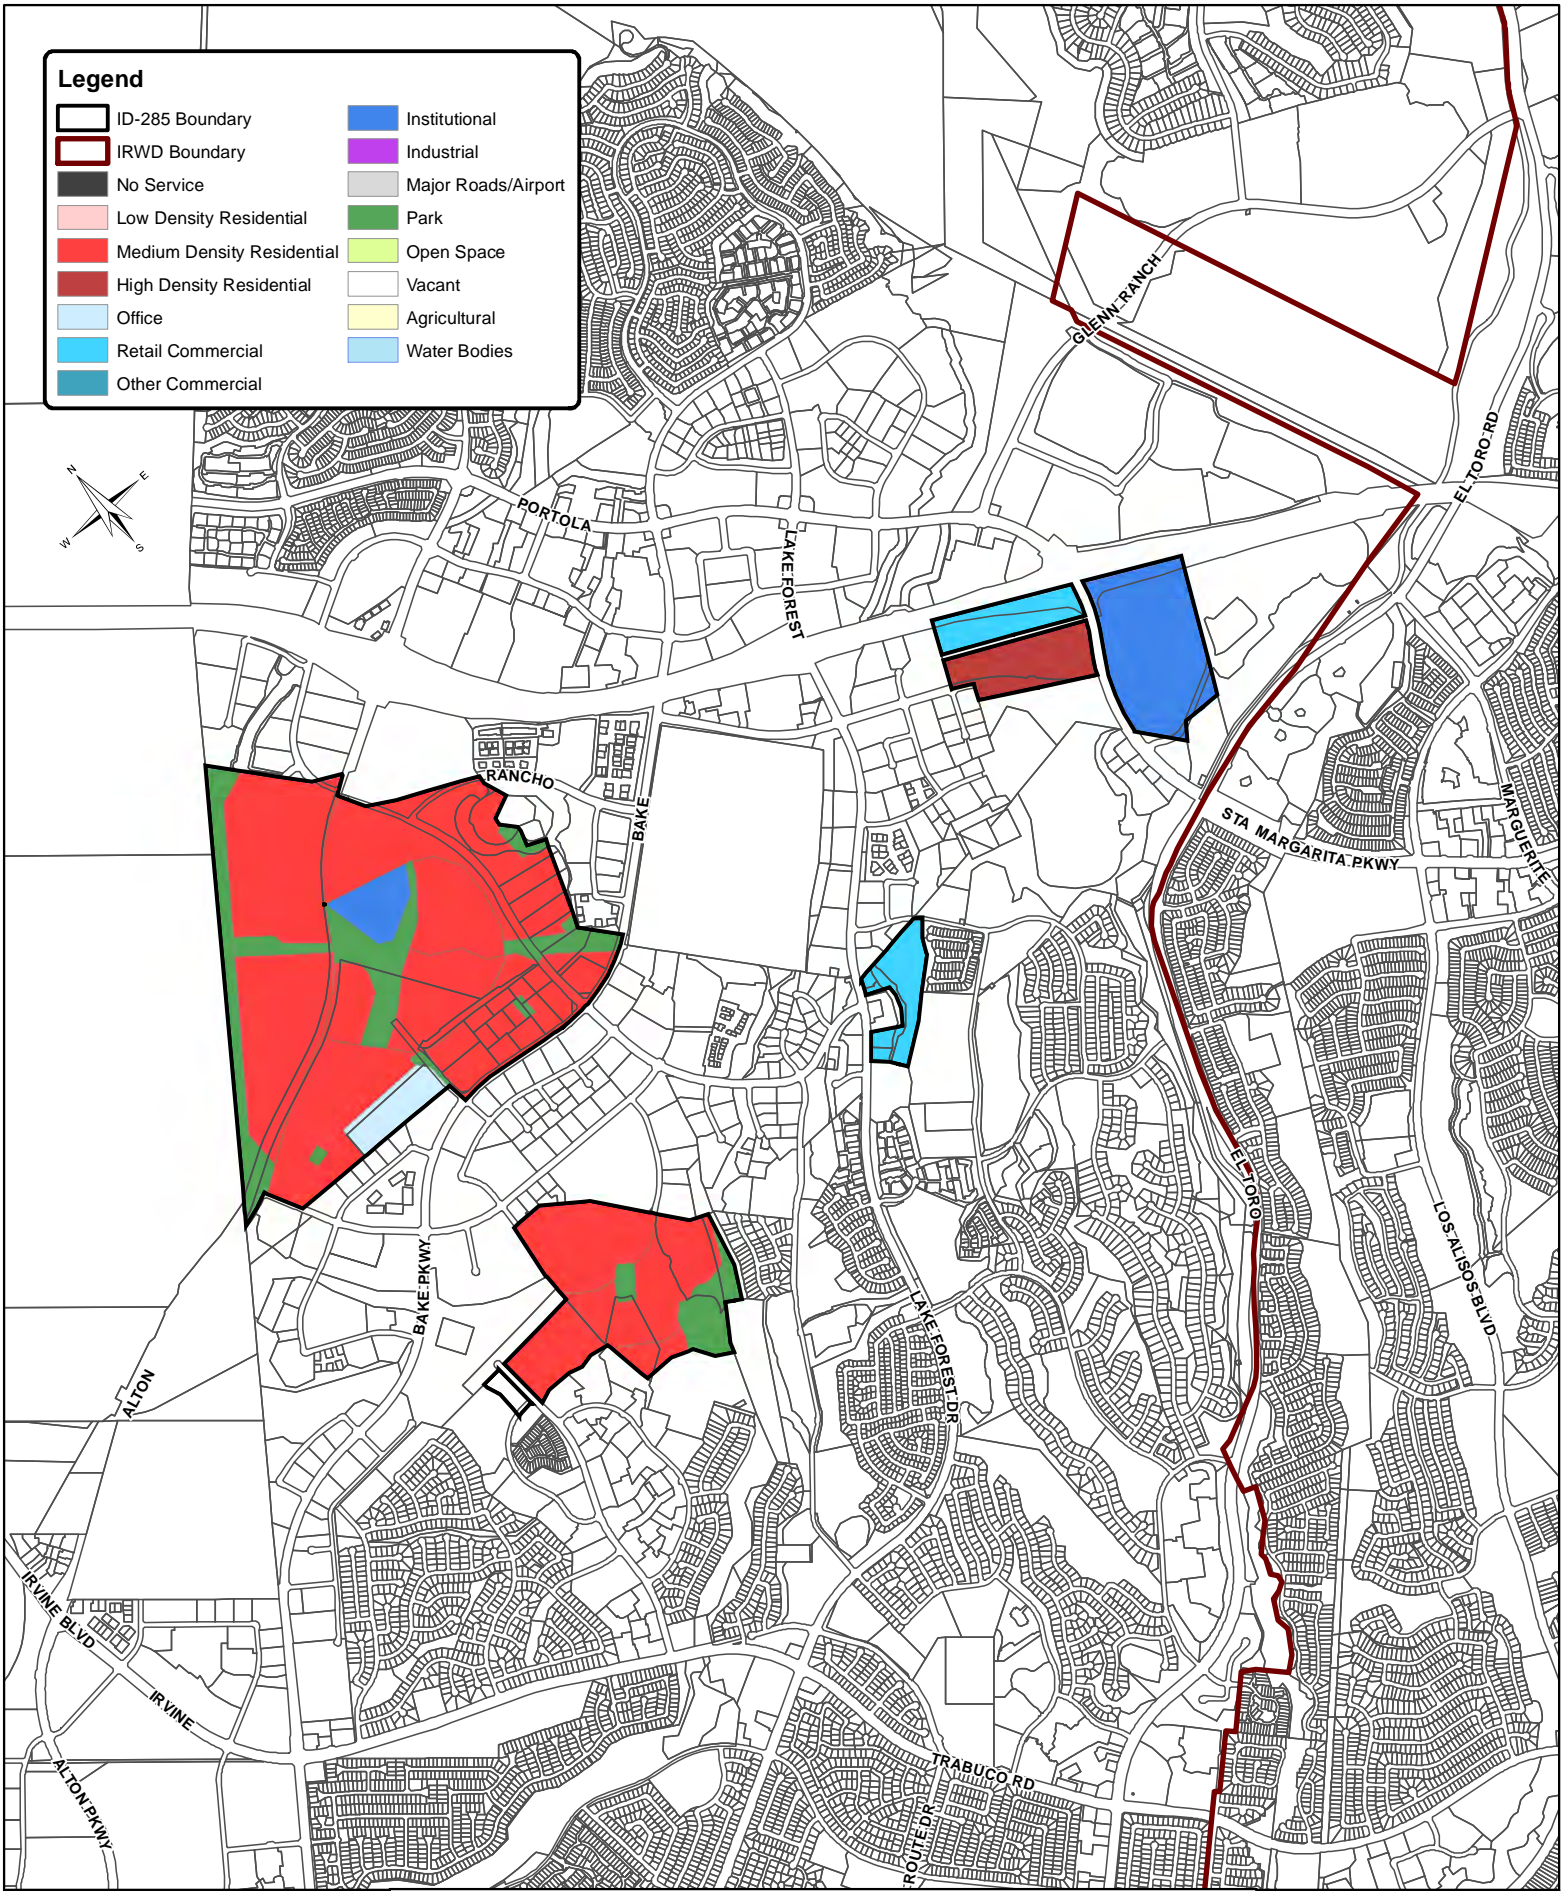 Legend
ID-285 Boundary
IRWD Boundary
No Service
Low Density Residential
Medium Density Residential
High Density Residential
Office
Retail Commercial
Other Commercial
Institutional
Industrial
Major Roads/Airport
Park
Open Space
Vacant
Agricultural
Water Bodies
N
E
W
S
GLENN RANCH
EL TORO RD
PORTOLA
LAKE FOREST
RANCHO
BAKE
STA MARGARITA PKWY
MARGUERITE
EL TORO
LOS ALISOS BLVD
BAKE PKWY
LAKE FOREST DR
ALTON
IRVINE BLVD
IRVINE
ALTON PKWY
TRABUCO RD
ROUTE DR